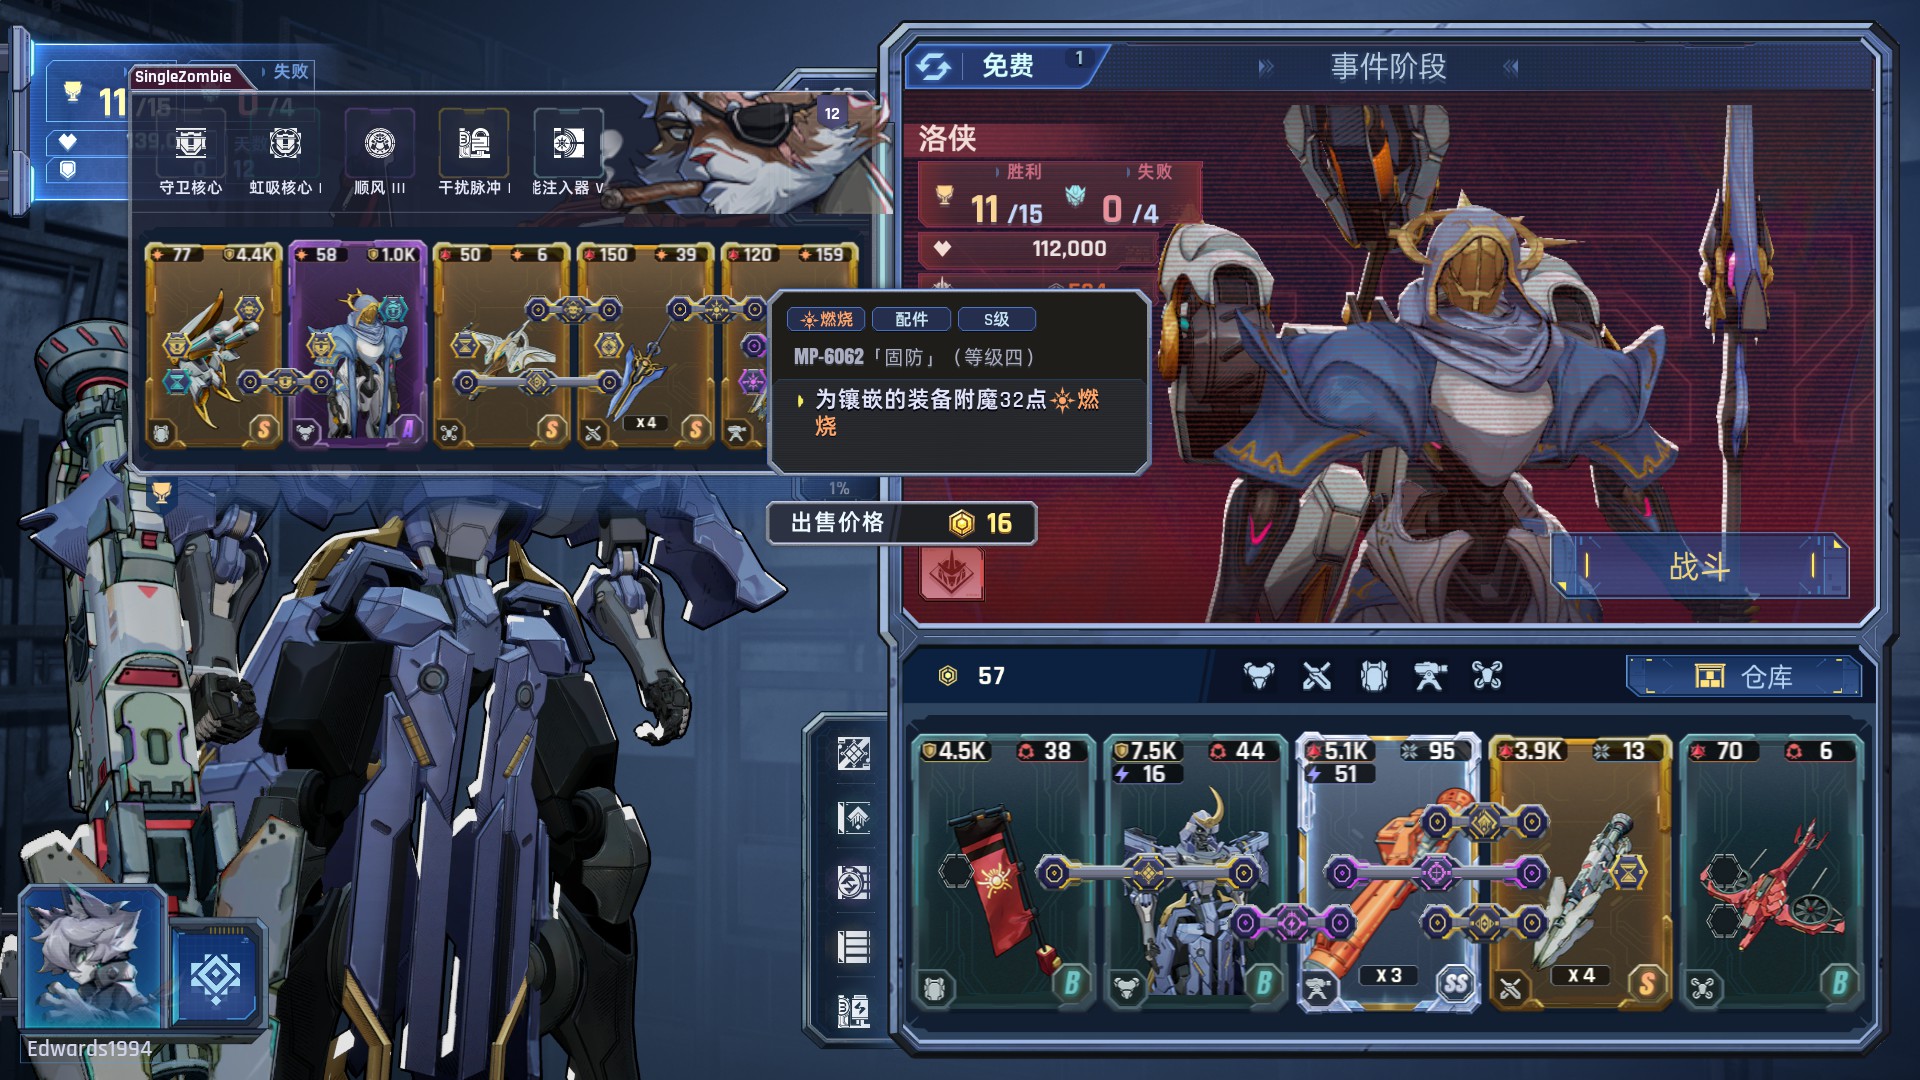 SingleZombie
失败
11
/15
0
/4
12
守卫核心
虹吸核心 I
顺风 III
干扰脉冲 I
能注入器 V
77
4.4K
58
1.0K
50
6
150
39
120
159
S
A
S
x4
S
燃烧
配件
S级
MP-6062「固防」（等级四）
为镶嵌的装备附魔32点燃
烧
1%
出售价格
16
免费
1
事件阶段
洛侠
胜利
失败
11 /15
0 /4
112,000
战斗
57
仓库
4.5K
38
7.5K
44
16
5.1K
95
51
3.9K
13
70
6
B
B
x3
SS
x4
S
B
Edwards1994